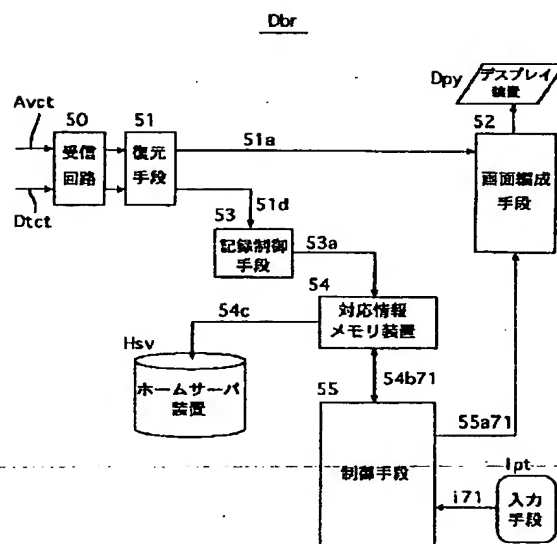 Dbr
Dpy
デスプレイ
装置
Avct
50
51
52
51a
受信
回路
復元
手段
画面編成
手段
Dtct
51d
53
記録制御
手段
53a
54
54c
対応情報
メモリ装置
Hsv
ホームサーバ
装置
55
54b71
55a71
制御手段
Ipt
i71
入力
手段